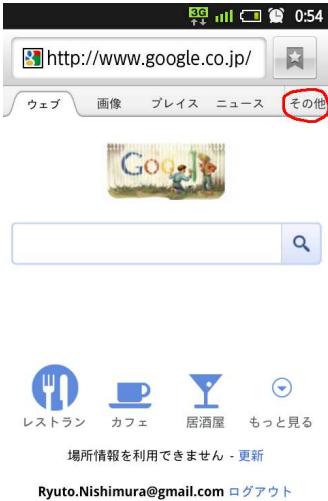 3G 0:54
http://www.google.co.jp/
ウェブ 画像 プレイス ニュース その他
Google
レストラン カフェ 居酒屋 もっと見る
場所情報を利用できません - 更新
Ryuto.Nishimura@gmail.com ログアウト